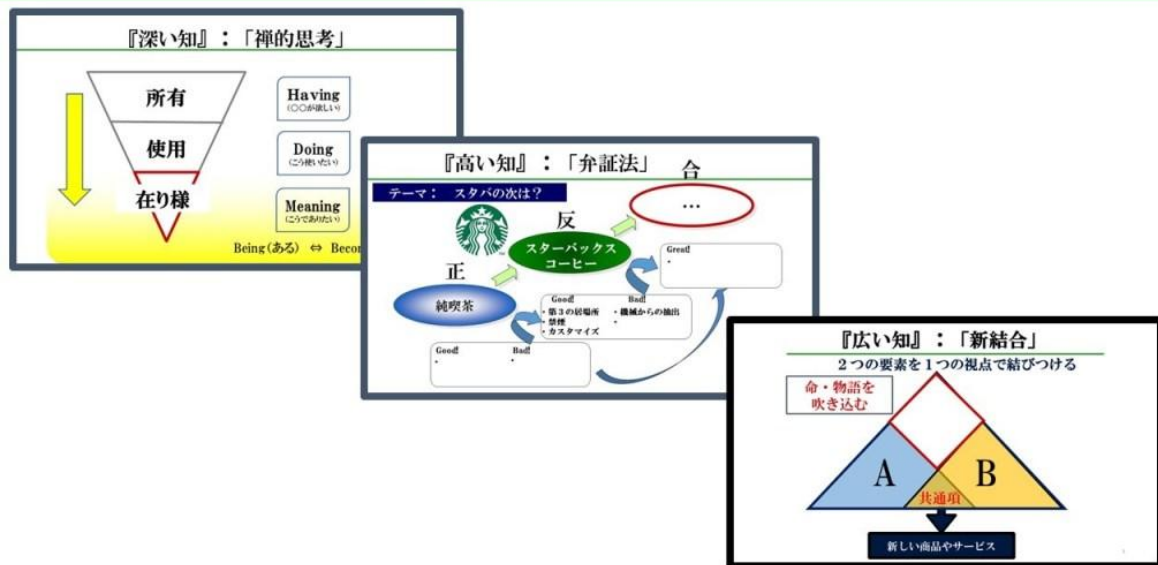 『深い知』：「禅的思考」
所有
Having
(○○が欲しい)
使用
Doing
(こう使いたい)
在り様
Meaning
(こうでありたい)
Being(ある) ⇔ Becom
『高い知』：「弁証法」
合
テーマ： スタバの次は？
…
反
スターバックス
コーヒー
Great!
・
正
純喫茶
Good! Bad!
・第３の居場所 ・機械からの抽出
・禁煙 ・
・カスタマイズ
Good! Bad!
・ ・
『広い知』：「新結合」
２つの要素を１つの視点で結びつける
命・物語を
吹き込む
A
B
共通項
新しい商品やサービス